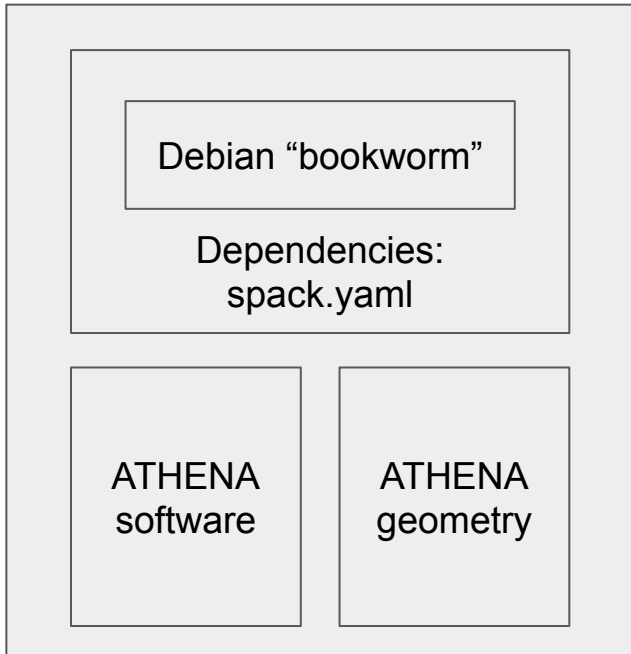 Debian “bookworm”
Dependencies:
spack.yaml
ATHENA
software
ATHENA
geometry